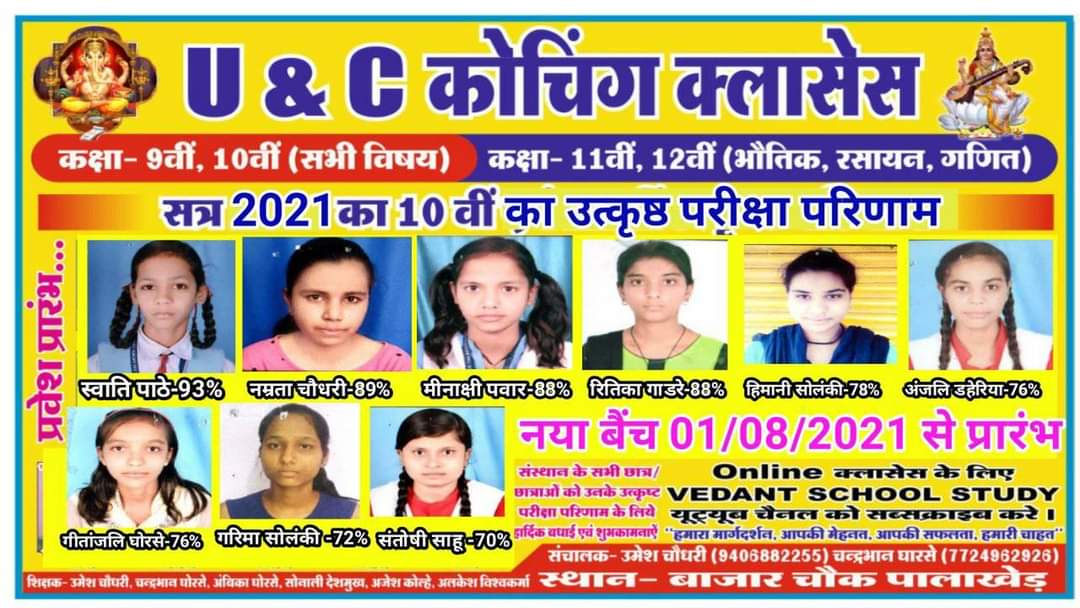 U & C कोचिंग क्लासेस
कक्षा- 9वीं, 10वीं (सभी विषय) कक्षा- 11वीं, 12वीं (भौतिक, रसायन, गणित)
सत्र 2021 का 10 वीं का उत्कृष्ठ परीक्षा परिणाम
प्रवेश प्रारंभ...
स्वाति पाठे-93% नम्रता चौधरी-89% मीनाक्षी पवार-88% रितिका गाडरे-88% हिमानी सोलंकी-78% अंजलि डहेरिया-76%
गीतांजलि घोरसे-76% गरिमा सोलंकी -72% संतोषी साहू -70%
नया बैंच 01/08/2021 से प्रारंभ
संस्थान के सभी छात्र/
छात्राओं को उनके उत्कृष्ट
परीक्षा परिणाम के लिये
हार्दिक बधाई एवं शुभकामनाऐं
Online क्लासेस के लिए
VEDANT SCHOOL STUDY
यूट्यूब चैनल को सब्सक्राइब करे ।
"हमारा मार्गदर्शन, आपकी मेहनत, आपकी सफलता, हमारी चाहत"
संचालक- उमेश चौधरी (9406882255) चन्द्रभान घारसे (7724962926)
शिक्षक- उमेश चौधरी, चन्द्रभान घोरसे, अंबिका घोरसे, सोनाली देशमुख, अजेश कोल्हे, अलकेश विश्वकर्मा
स्थान- बाजार चौक पालाखेड़